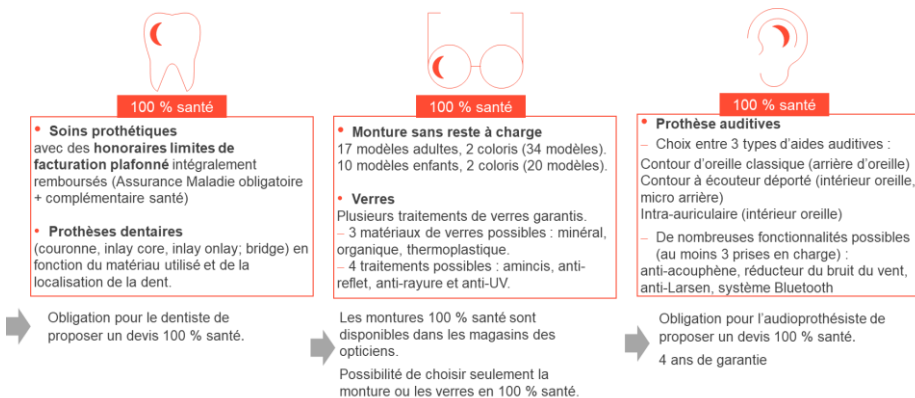 100 % santé
• Soins prothétiques
avec des honoraires limites de
facturation plafonné intégralement
remboursés (Assurance Maladie obligatoire
+ complémentaire santé)
• Prothèses dentaires
(couronne, inlay core, inlay onlay; bridge) en
fonction du matériau utilisé et de la
localisation de la dent.
Obligation pour le dentiste de
proposer un devis 100 % santé.
100 % santé
• Monture sans reste à charge
17 modèles adultes, 2 coloris (34 modèles).
10 modèles enfants, 2 coloris (20 modèles).
• Verres
Plusieurs traitements de verres garantis.
– 3 matériaux de verres possibles : minéral,
organique, thermoplastique.
– 4 traitements possibles : amincis, anti-
reflet, anti-rayure et anti-UV.
Les montures 100 % santé sont
disponibles dans les magasins des
opticiens.
Possibilité de choisir seulement la
monture ou les verres en 100 % santé.
100 % santé
• Prothèse auditives
– Choix entre 3 types d'aides auditives :
Contour d'oreille classique (arrière d'oreille)
Contour à écouteur déporté (intérieur oreille,
micro arrière)
Intra-auriculaire (intérieur oreille)
– De nombreuses fonctionnalités possibles
(au moins 3 prises en charge) :
anti-acouphène, réducteur du bruit du vent,
anti-Larsen, système Bluetooth
Obligation pour l'audioprothésiste de
proposer un devis 100 % santé.
4 ans de garantie